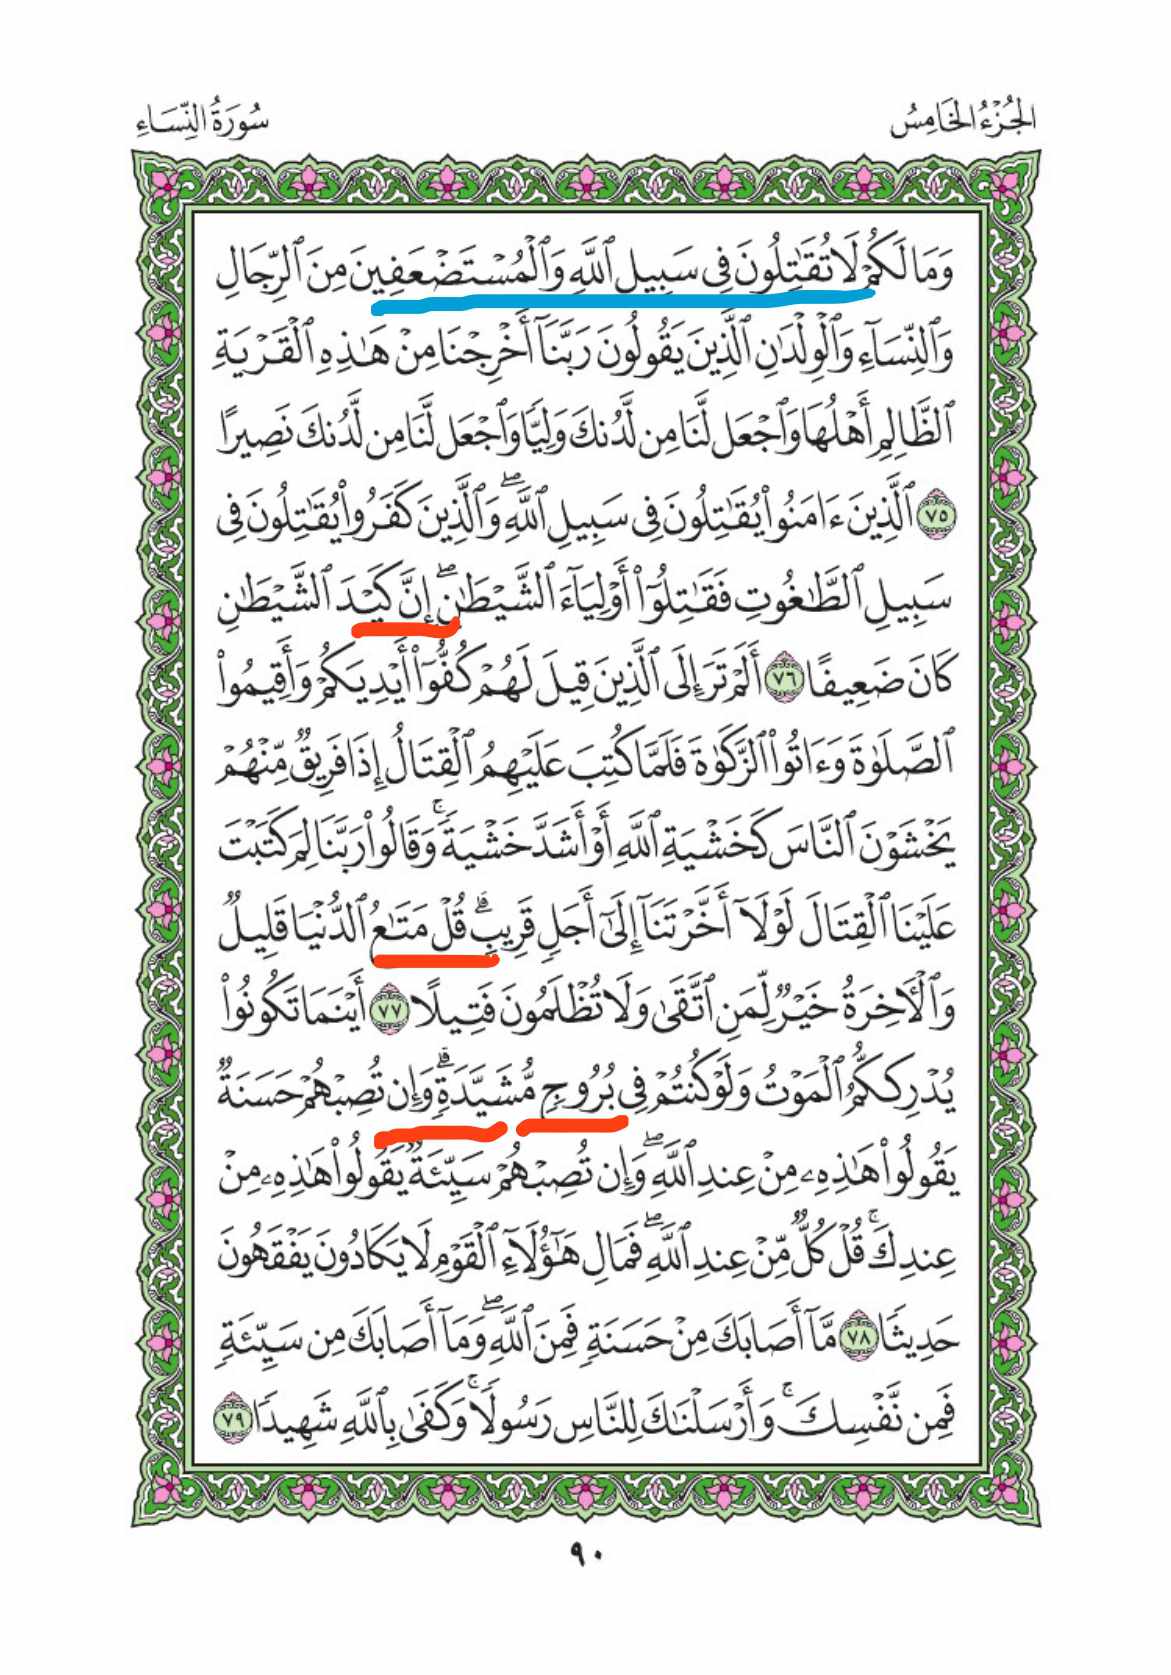 الجُزْءُ الخَامِسُ
سُورَةُ النِّسَاءِ
وَمَا لَكُمْ لَا تُقَٰتِلُونَ فِى سَبِيلِ ٱللَّهِ وَٱلْمُسْتَضْعَفِينَ مِنَ ٱلرِّجَالِ
وَٱلنِّسَآءِ وَٱلْوِلْدَٰنِ ٱلَّذِينَ يَقُولُونَ رَبَّنَآ أَخْرِجْنَا مِنْ هَٰذِهِ ٱلْقَرْيَةِ
ٱلظَّالِمِ أَهْلُهَا وَٱجْعَل لَّنَا مِن لَّدُنكَ وَلِيًّا وَٱجْعَل لَّنَا مِن لَّدُنكَ نَصِيرًا
٧٥ ٱلَّذِينَ ءَامَنُوا۟ يُقَٰتِلُونَ فِى سَبِيلِ ٱللَّهِ ۖ وَٱلَّذِينَ كَفَرُوا۟ يُقَٰتِلُونَ فِى
سَبِيلِ ٱلطَّٰغُوتِ فَقَٰتِلُوٓا۟ أَوْلِيَآءَ ٱلشَّيْطَٰنِ ۖ إِنَّ كَيْدَ ٱلشَّيْطَٰنِ
كَانَ ضَعِيفًا ٧٦ أَلَمْ تَرَ إِلَى ٱلَّذِينَ قِيلَ لَهُمْ كُفُّوٓا۟ أَيْدِيَكُمْ وَأَقِيمُوا۟
ٱلصَّلَوٰةَ وَءَاتُوا۟ ٱلزَّكَوٰةَ فَلَمَّا كُتِبَ عَلَيْهِمُ ٱلْقِتَالُ إِذَا فَرِيقٌ مِّنْهُمْ
يَخْشَوْنَ ٱلنَّاسَ كَخَشْيَةِ ٱللَّهِ أَوْ أَشَدَّ خَشْيَةً ۚ وَقَالُوا۟ رَبَّنَا لِمَ كَتَبْتَ
عَلَيْنَا ٱلْقِتَالَ لَوْلَآ أَخَّرْتَنَآ إِلَىٰٓ أَجَلٍ قَرِيبٍ ۗ قُلْ مَتَٰعُ ٱلدُّنْيَا قَلِيلٌ
وَٱلْءَاخِرَةُ خَيْرٌ لِّمَنِ ٱتَّقَىٰ وَلَا تُظْلَمُونَ فَتِيلًا ٧٧ أَيْنَمَا تَكُونُوا۟
يُدْرِككُّمُ ٱلْمَوْتُ وَلَوْ كُنتُمْ فِى بُرُوجٍ مُّشَيَّدَةٍ ۗ وَإِن تُصِبْهُمْ حَسَنَةٌ
يَقُولُوا۟ هَٰذِهِۦ مِنْ عِندِ ٱللَّهِ ۖ وَإِن تُصِبْهُمْ سَيِّئَةٌ يَقُولُوا۟ هَٰذِهِۦ مِنْ
عِندِكَ ۚ قُلْ كُلٌّ مِّنْ عِندِ ٱللَّهِ ۖ فَمَالِ هَٰٓؤُلَآءِ ٱلْقَوْمِ لَا يَكَادُونَ يَفْقَهُونَ
حَدِيثًا ٧٨ مَّآ أَصَابَكَ مِنْ حَسَنَةٍ فَمِنَ ٱللَّهِ ۖ وَمَآ أَصَابَكَ مِن سَيِّئَةٍ
فَمِن نَّفْسِكَ ۚ وَأَرْسَلْنَٰكَ لِلنَّاسِ رَسُولًا ۚ وَكَفَىٰ بِٱللَّهِ شَهِيدًا ٧٩
٩٠